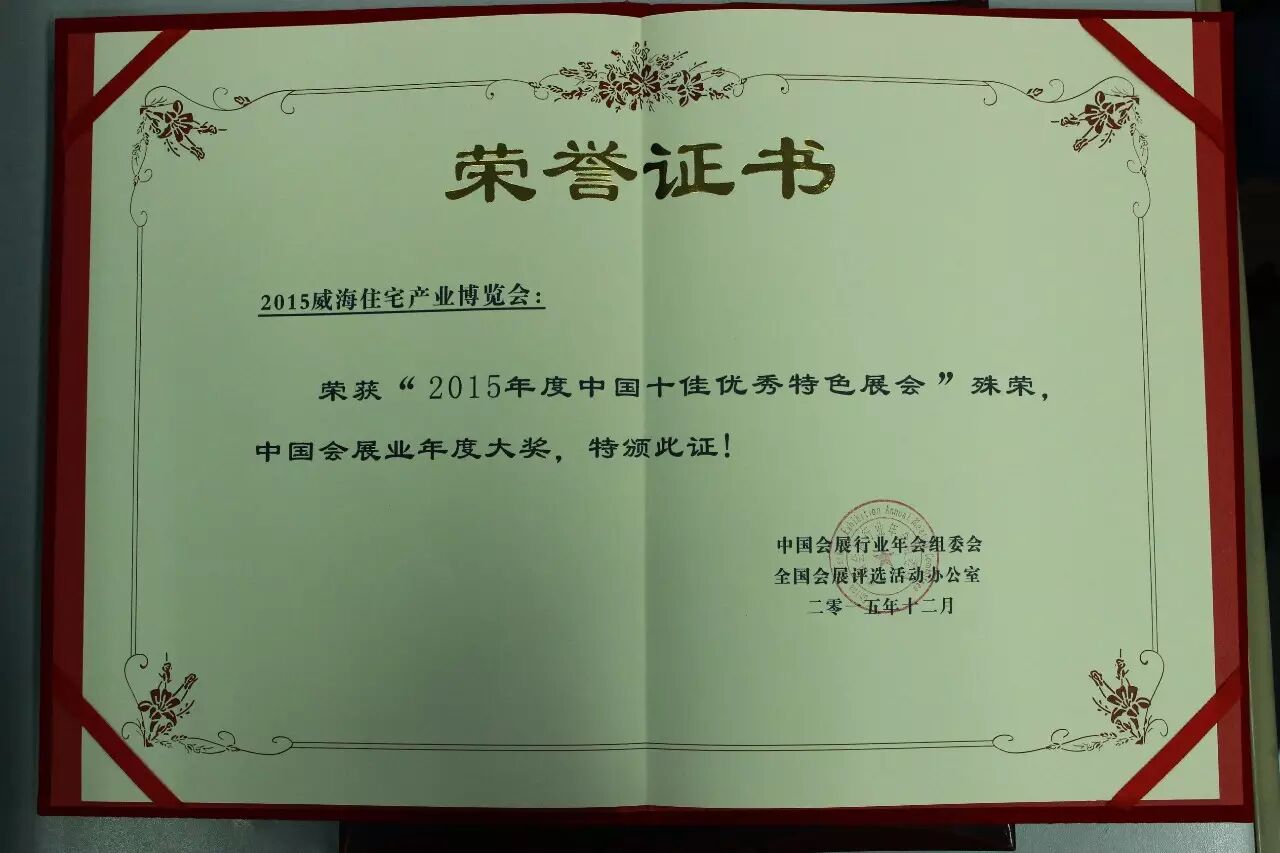 荣誉证书
2015威海住宅产业博览会：
荣获“2015年度中国十佳优秀特色展会”殊荣，
中国会展业年度大奖，特颁此证！
中国会展行业年会组委会
全国会展评选活动办公室
二零一五年十二月
Exhibition Annual